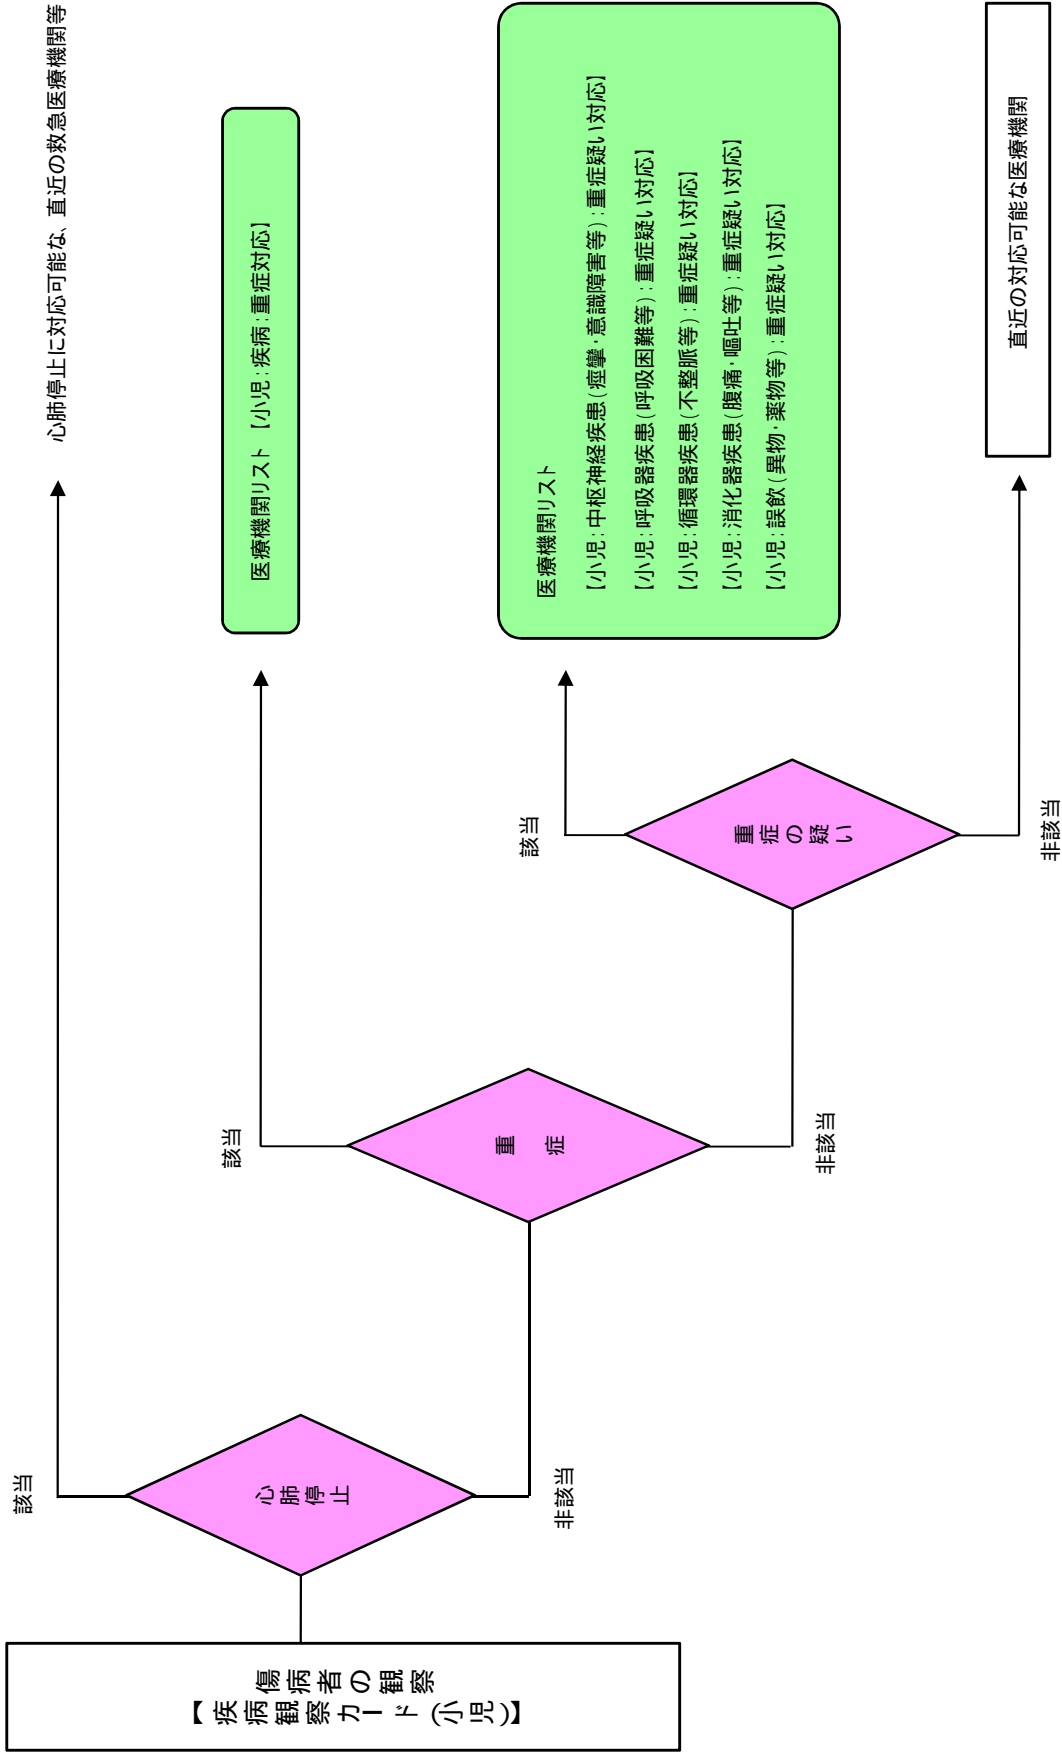 傷病者の観察
【疾病観察カード(小児)】
心肺停止
該当
心肺停止に対応可能な、直近の救急医療機関等
非該当
重　症
該当
医療機関リスト 【小児:疾病:重症対応】
非該当
重症の疑い
該当
医療機関リスト
【小児:中枢神経疾患(痙攣・意識障害等):重症疑い対応】
【小児:呼吸器疾患(呼吸困難等):重症疑い対応】
【小児:循環器疾患(不整脈等):重症疑い対応】
【小児:消化器疾患(腹痛・嘔吐等):重症疑い対応】
【小児:誤飲(異物・薬物等):重症疑い対応】
非該当
直近の対応可能な医療機関